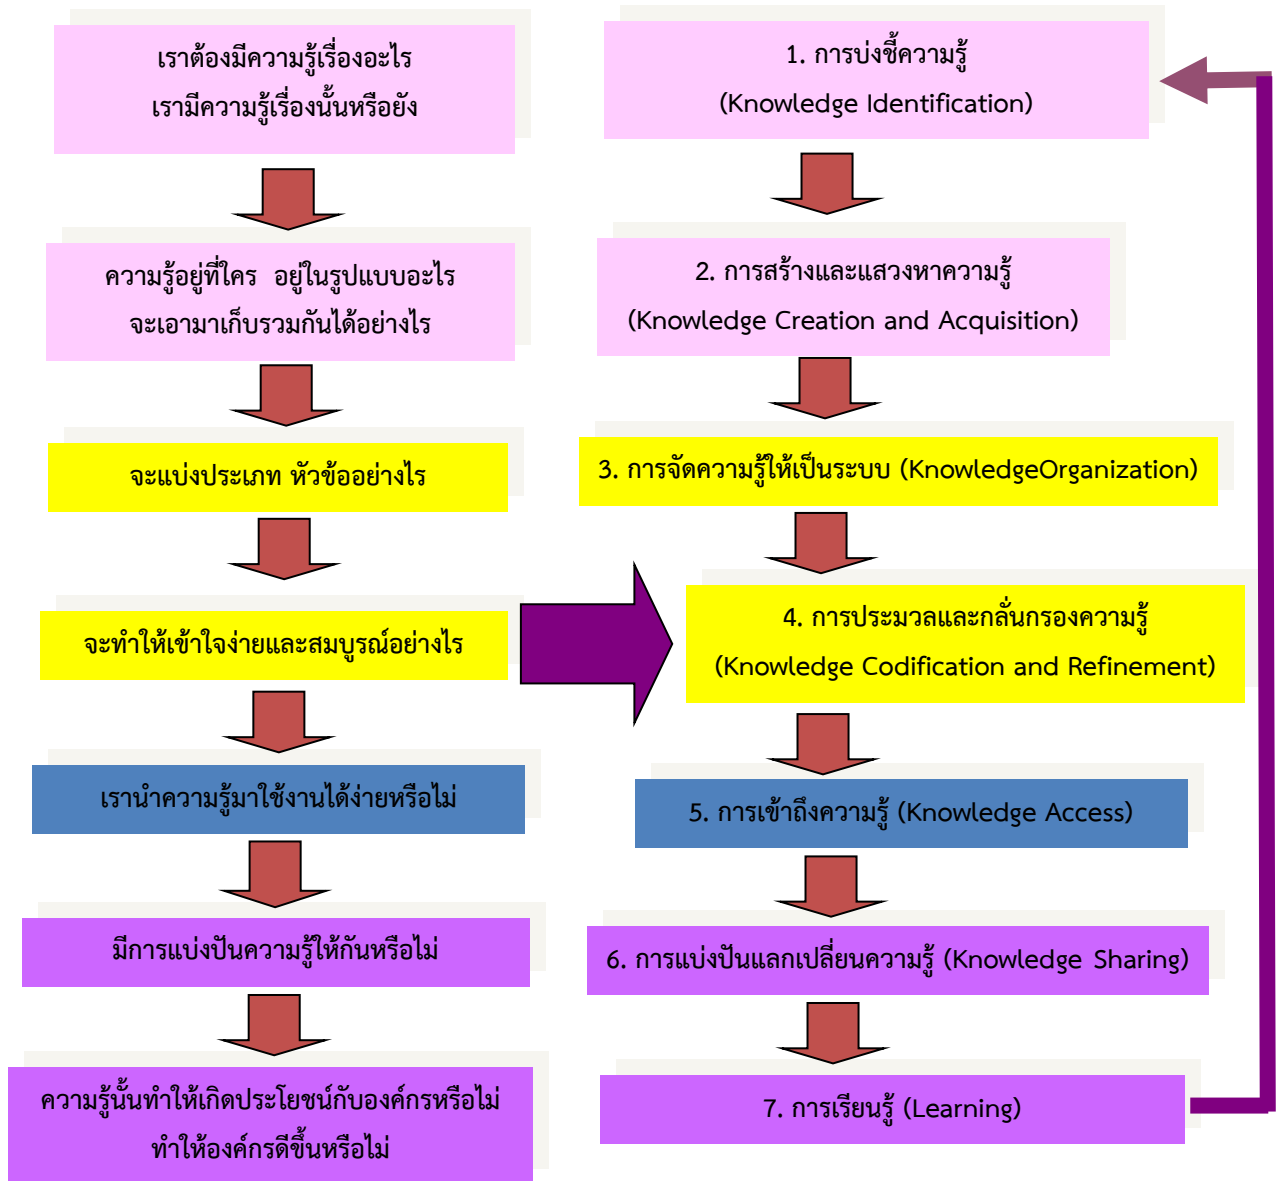 เราต้องมีความรู้เรื่องอะไร
เรามีความรู้เรื่องนั้นหรือยัง
ความรู้อยู่ที่ใคร อยู่ในรูปแบบอะไร
จะเอามาเก็บรวมกันได้อย่างไร
จะแบ่งประเภท หัวข้ออย่างไร
จะทำให้เข้าใจง่ายและสมบูรณ์อย่างไร
เรานำความรู้มาใช้งานได้ง่ายหรือไม่
มีการแบ่งปันความรู้ให้กันหรือไม่
ความรู้นั้นทำให้เกิดประโยชน์กับองค์กรหรือไม่
ทำให้องค์กรดีขึ้นหรือไม่
1. การบ่งชี้ความรู้
(Knowledge Identification)
2. การสร้างและแสวงหาความรู้
(Knowledge Creation and Acquisition)
3. การจัดความรู้ให้เป็นระบบ (KnowledgeOrganization)
4. การประมวลและกลั่นกรองความรู้
(Knowledge Codification and Refinement)
5. การเข้าถึงความรู้ (Knowledge Access)
6. การแบ่งปันแลกเปลี่ยนความรู้ (Knowledge Sharing)
7. การเรียนรู้ (Learning)